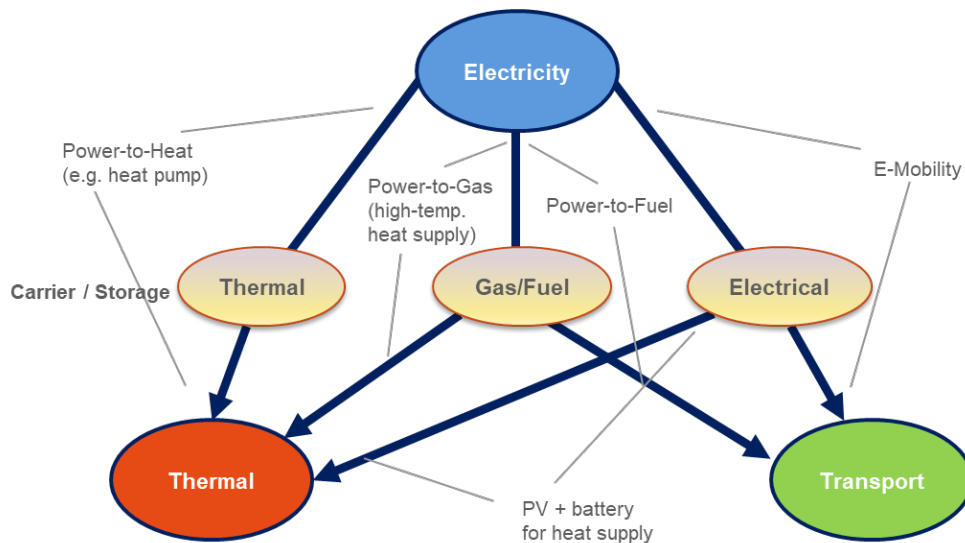 Electricity
Power-to-Heat
(e.g. heat pump)
Power-to-Gas
(high-temp.
heat supply)
Power-to-Fuel
E-Mobility
Carrier / Storage
Thermal
Gas/Fuel
Electrical
Thermal
Transport
PV + battery
for heat supply